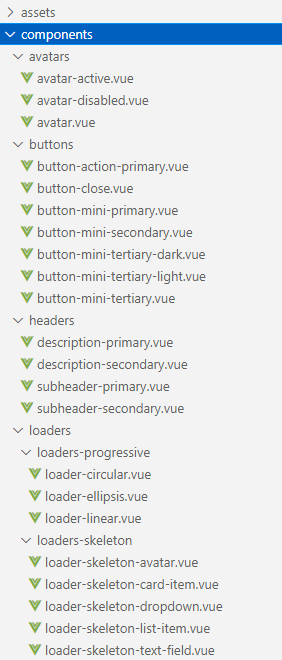 assets
components
avatars
avatar-active.vue
avatar-disabled.vue
avatar.vue
buttons
button-action-primary.vue
button-close.vue
button-mini-primary.vue
button-mini-secondary.vue
button-mini-tertiary-dark.vue
button-mini-tertiary-light.vue
button-mini-tertiary.vue
headers
description-primary.vue
description-secondary.vue
subheader-primary.vue
subheader-secondary.vue
loaders
loaders-progressive
loader-circular.vue
loader-ellipsis.vue
loader-linear.vue
loaders-skeleton
loader-skeleton-avatar.vue
loader-skeleton-card-item.vue
loader-skeleton-dropdown.vue
loader-skeleton-list-item.vue
loader-skeleton-text-field.vue